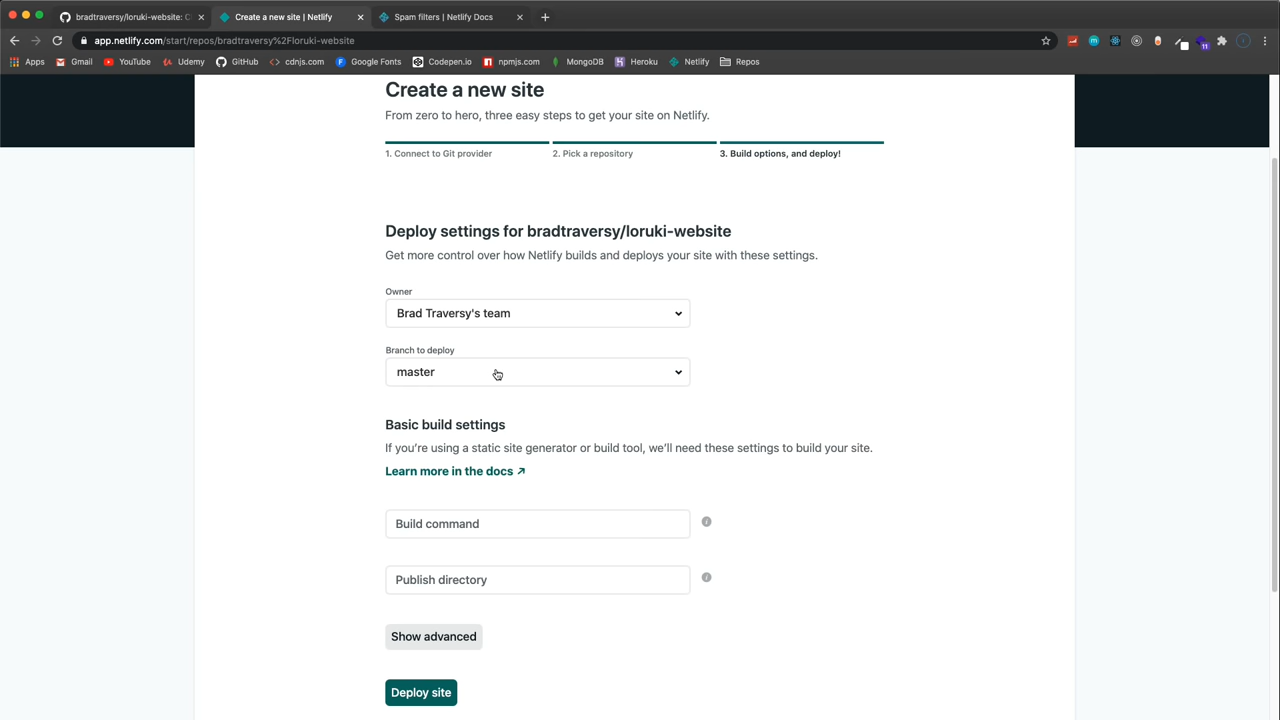 bradtraversy/loruki-website: C
Create a new site | Netlify
Spam filters | Netlify Docs
app.netlify.com/start/repos/bradtraversy%2Floruki-website
Apps Gmail YouTube Udemy GitHub cdnjs.com Google Fonts Codepen.io npmjs.com MongoDB Heroku Netlify Repos
Create a new site
From zero to hero, three easy steps to get your site on Netlify.
1. Connect to Git provider 2. Pick a repository 3. Build options, and deploy!
Deploy settings for bradtraversy/loruki-website
Get more control over how Netlify builds and deploys your site with these settings.
Owner
Brad Traversy's team
Branch to deploy
master
Basic build settings
If you're using a static site generator or build tool, we'll need these settings to build your site.
Learn more in the docs ↗
Build command
Publish directory
Show advanced
Deploy site